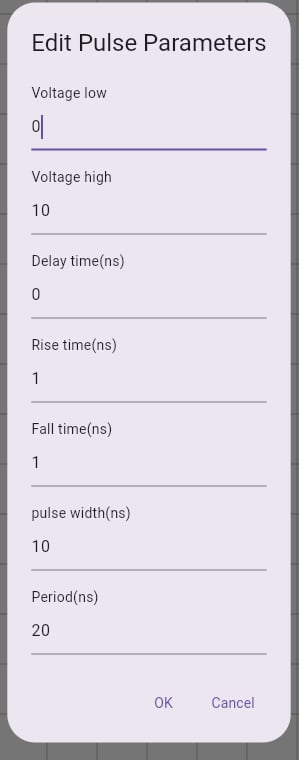 Edit Pulse Parameters
Voltage low
0
Voltage high
10
Delay time(ns)
0
Rise time(ns)
1
Fall time(ns)
1
pulse width(ns)
10
Period(ns)
20
OK Cancel